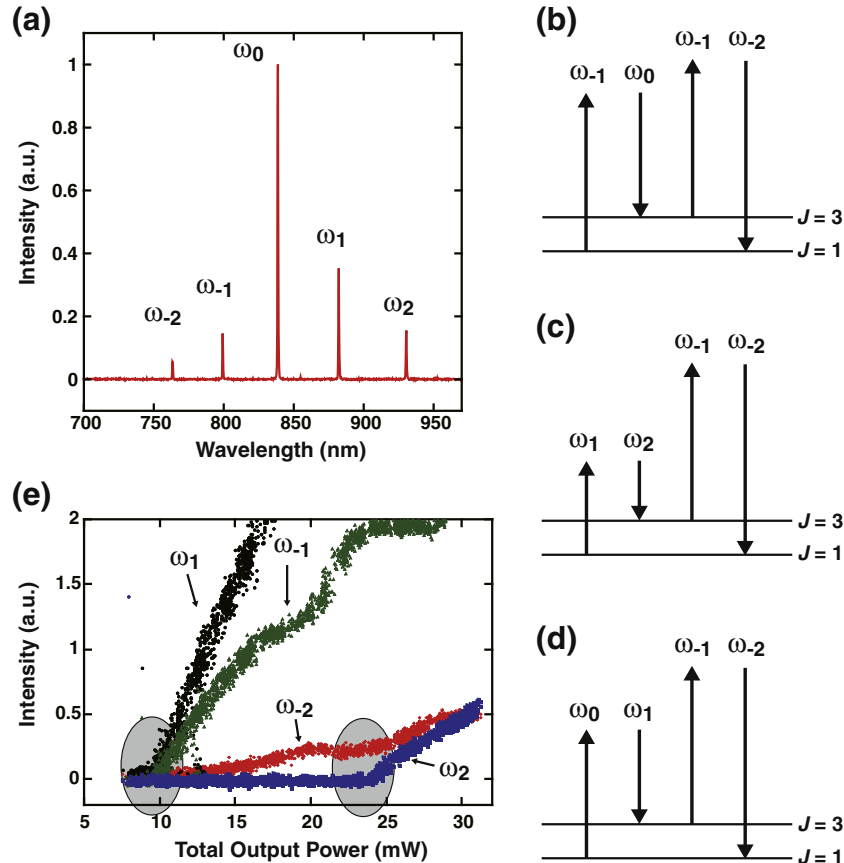 (a)
ω0
ω1
ω-1
ω2
ω-2
1
0.8
0.6
0.4
0.2
0
Intensity (a.u.)
700 750 800 850 900 950
Wavelength (nm)
(b)
ω-1 ω0 ω-1 ω-2
J = 3
J = 1
(c)
ω-1 ω-2
ω1 ω2
J = 3
J = 1
(d)
ω-1 ω-2
ω0 ω1
J = 3
J = 1
(e)
2
1.5
1
0.5
0
Intensity (a.u.)
ω1
ω-1
ω-2
ω2
5 10 15 20 25 30
Total Output Power (mW)